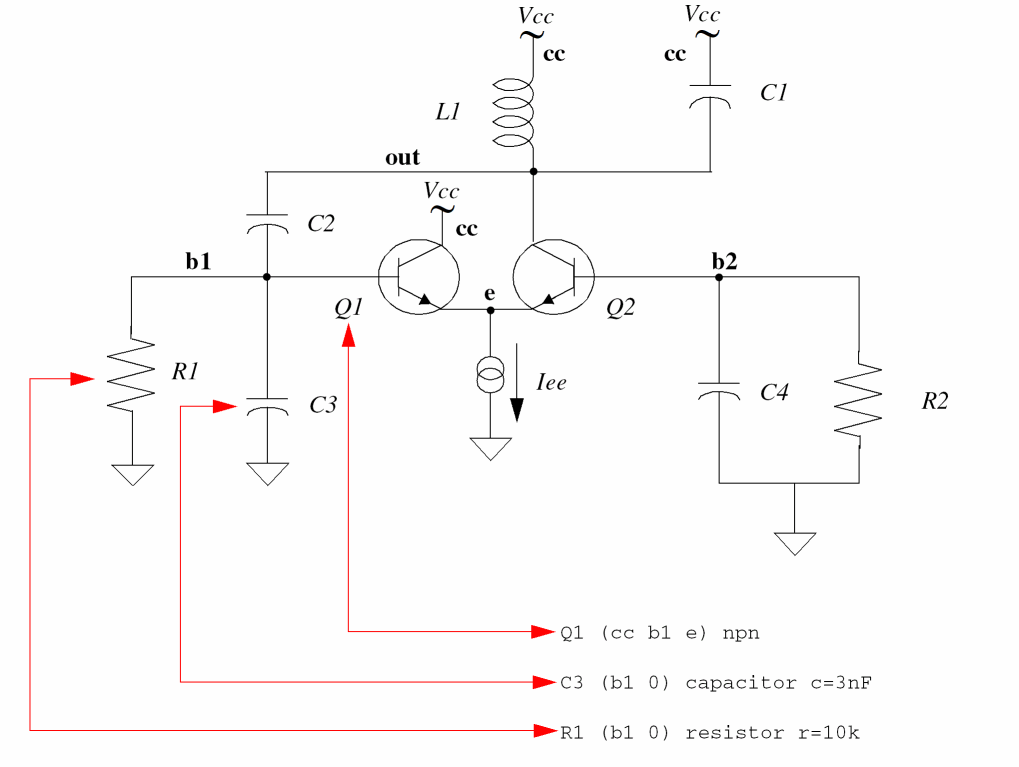 Vcc
Vcc
cc
cc
L1
C1
out
Vcc
C2
cc
b1
b2
e
Q1
Q2
R1
Iee
C3
C4
R2
Q1 (cc b1 e) npn
C3 (b1 0) capacitor c=3nF
R1 (b1 0) resistor r=10k